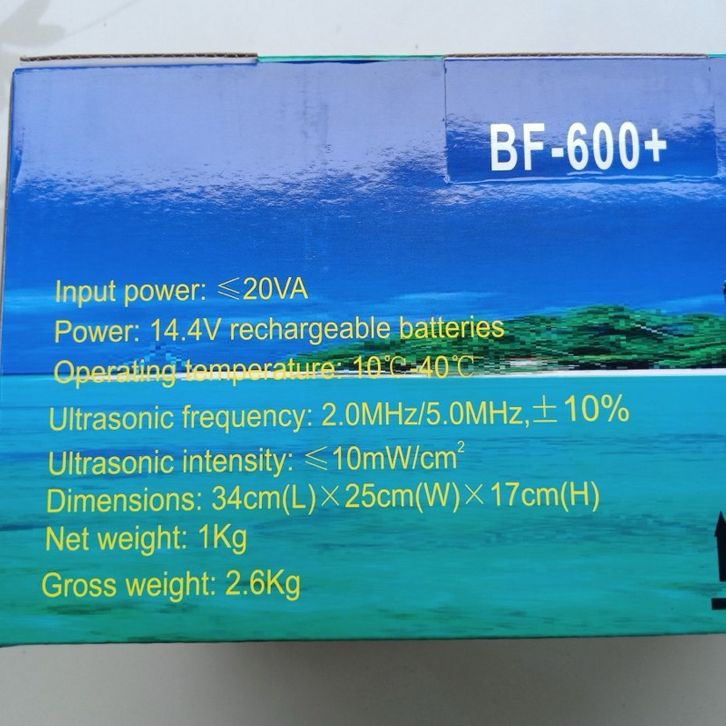 BF-600+
Input power: ≤20VA
Power: 14.4V rechargeable batteries
Operating temperature: 10℃-40℃
Ultrasonic frequency: 2.0MHz/5.0MHz,±10%
Ultrasonic intensity: ≤10mW/cm²
Dimensions: 34cm(L)×25cm(W)×17cm(H)
Net weight: 1Kg
Gross weight: 2.6Kg